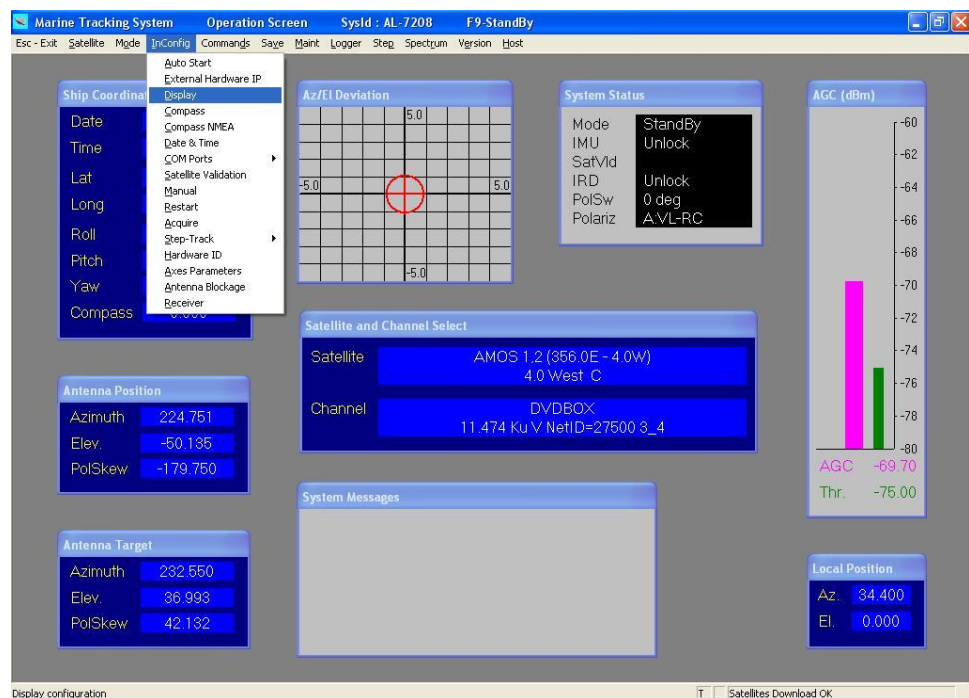 Marine Tracking System Operation Screen SysId : AL-7208 F9-StandBy
Esc - Exit Satellite Mode InConfig Commands Save Maint Logger Step Spectrum Version Host
Auto Start
External Hardware IP
Display
Compass
Compass NMEA
Date & Time
COM Ports
Satellite Validation
Manual
Restart
Acquire
Step-Track
Hardware ID
Axes Parameters
Antenna Blockage
Receiver
Ship Coordina
Date
Time
Lat
Long
Roll
Pitch
Yaw
Compass
Az/El Deviation
5.0
-5.0 5.0
-5.0
System Status
Mode StandBy
IMU Unlock
SatVld
IRD Unlock
PolSw 0 deg
Polariz A:VL-RC
AGC (dBm)
-60
-62
-64
-66
-68
-70
-72
-74
-76
-78
-80
AGC -69.70
Thr. -75.00
Satellite and Channel Select
Satellite AMOS 1,2 (356.0E - 4.0W)
4.0 West C
Channel DVDBOX
11.474 Ku V NetID=27500 3_4
Antenna Position
Azimuth 224.751
Elev. -50.135
PolSkew -179.750
System Messages
Antenna Target
Azimuth 232.550
Elev. 36.993
PolSkew 42.132
Local Position
Az. 34.400
El. 0.000
Display configuration T Satellites Download OK